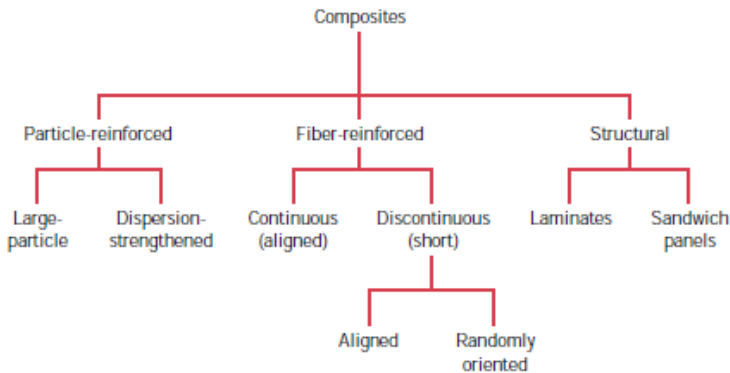 Composites
Particle-reinforced
Fiber-reinforced
Structural
Large-
particle
Dispersion-
strengthened
Continuous
(aligned)
Discontinuous
(short)
Laminates
Sandwich
panels
Aligned
Randomly
oriented